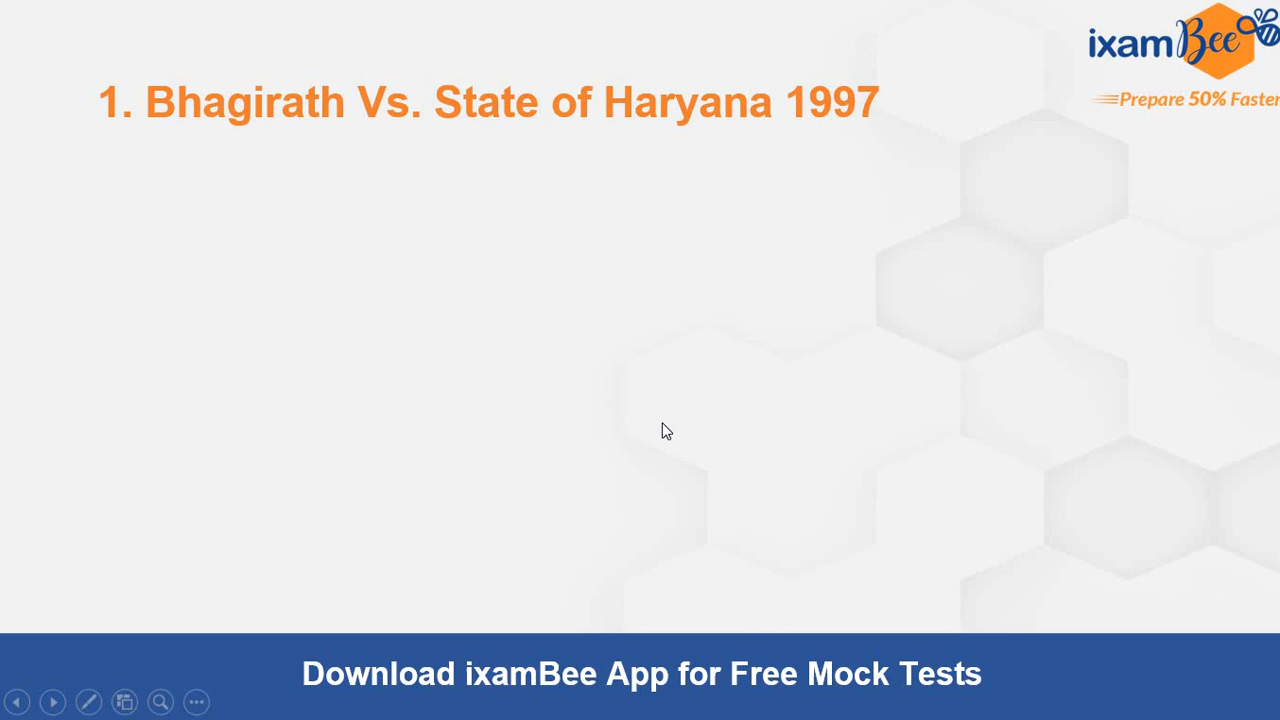 ixamBee
Prepare 50% Faster
1. Bhagirath Vs. State of Haryana 1997
Download ixamBee App for Free Mock Tests